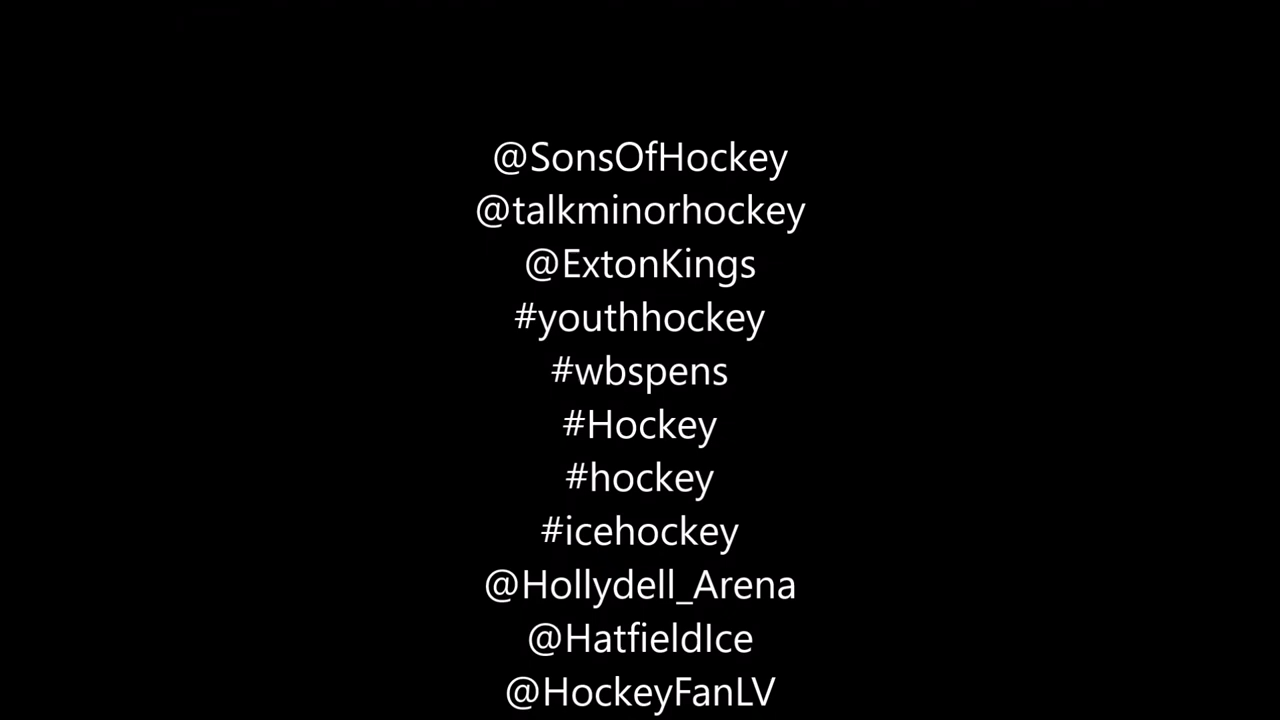 @SonsOfHockey
@talkminorhockey
@ExtonKings
#youthhockey
#wbspens
#Hockey
#hockey
#icehockey
@Hollydell_Arena
@HatfieldIce
@HockeyFanLV